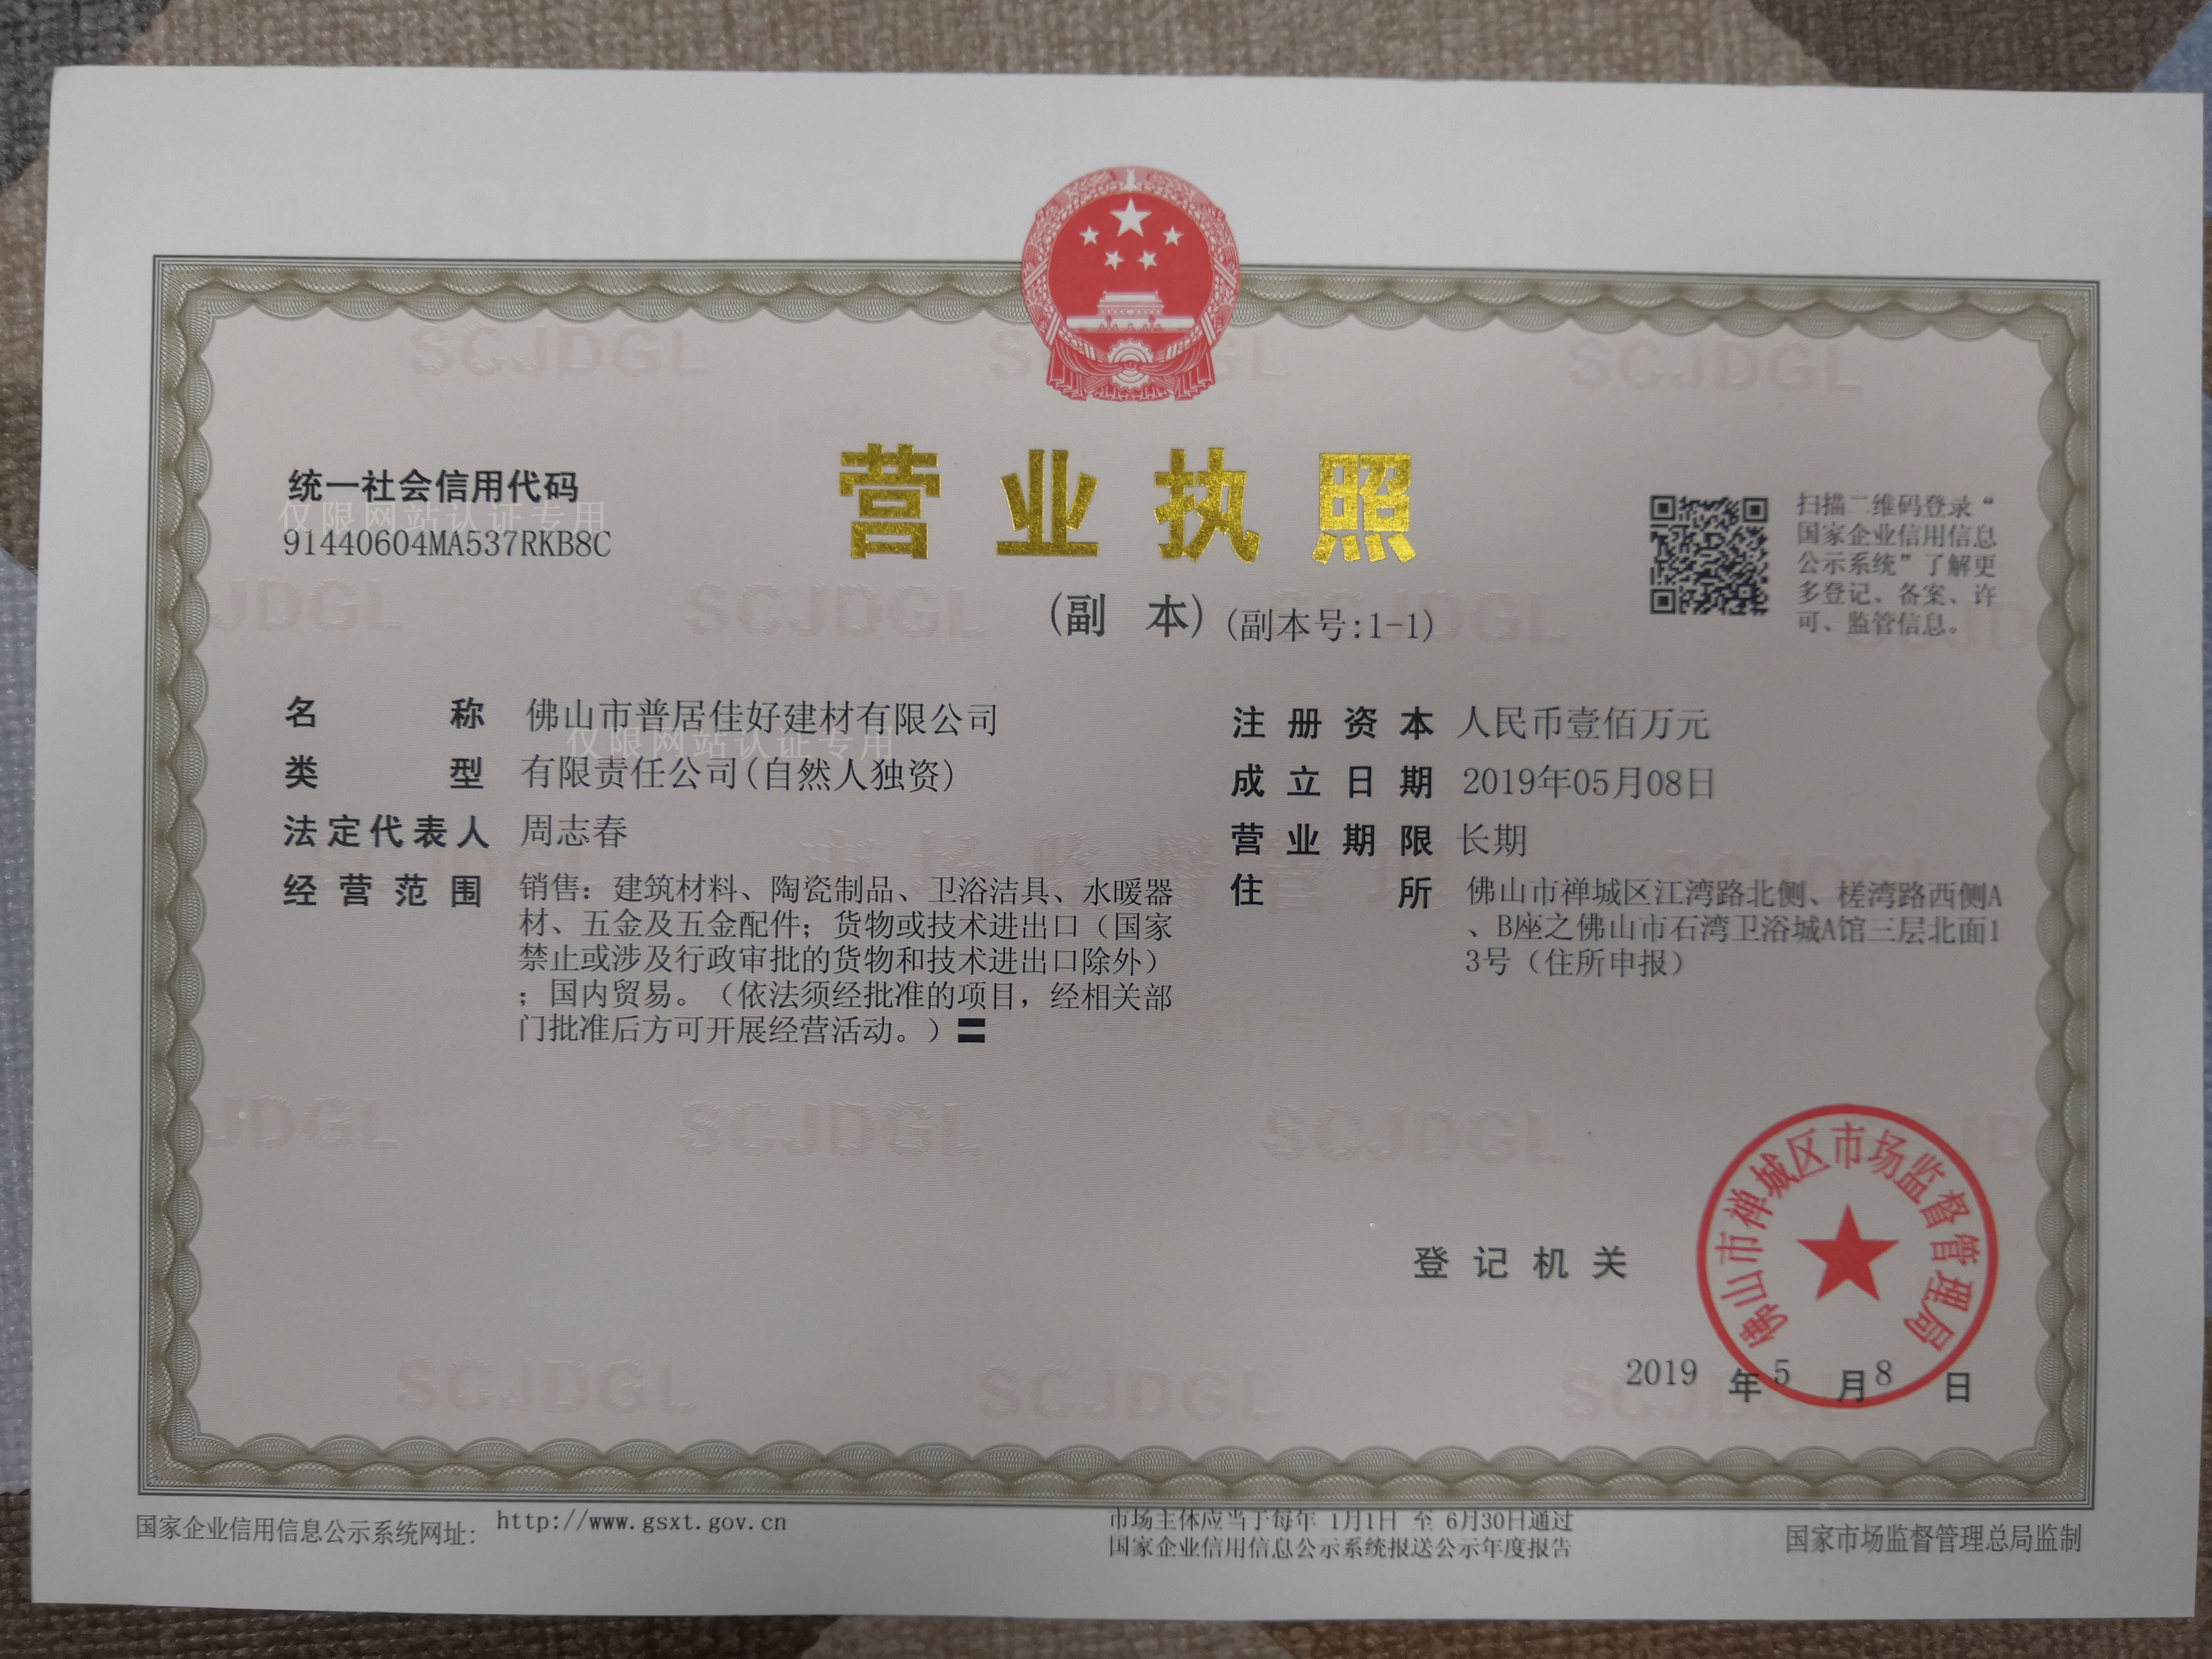 统一社会信用代码
仅限网站认证专用
91440604MA537RKB8C
营业执照
(副 本) (副本号:1-1)
扫描二维码登录“
国家企业信用信息
公示系统”了解更
多登记、备案、许
可、监管信息。
名 称 佛山市普居佳好建材有限公司
仅限网站认证专用
类 型 有限责任公司(自然人独资)
法定代表人 周志春
经营范围 销售：建筑材料、陶瓷制品、卫浴洁具、水暖器
材、五金及五金配件；货物或技术进出口（国家
禁止或涉及行政审批的货物和技术进出口除外）
；国内贸易。（依法须经批准的项目，经相关部
门批准后方可开展经营活动。）〓
注册资本 人民币壹佰万元
成立日期 2019年05月08日
营业期限 长期
住 所 佛山市禅城区江湾路北侧、槎湾路西侧A
、B座之佛山市石湾卫浴城A馆三层北面1
3号（住所申报）
登记机关
佛山市禅城区市场监督管理局
2019 年 5 月 8 日
国家企业信用信息公示系统网址: http://www.gsxt.gov.cn
市场主体应当于每年 1月1日 至 6月30日通过
国家企业信用信息公示系统报送公示年度报告
国家市场监督管理总局监制
SCJDGL
SCJDGL
SCJDGL
SCJDGL
SCJDGL
SCJDGL
SCJDGL